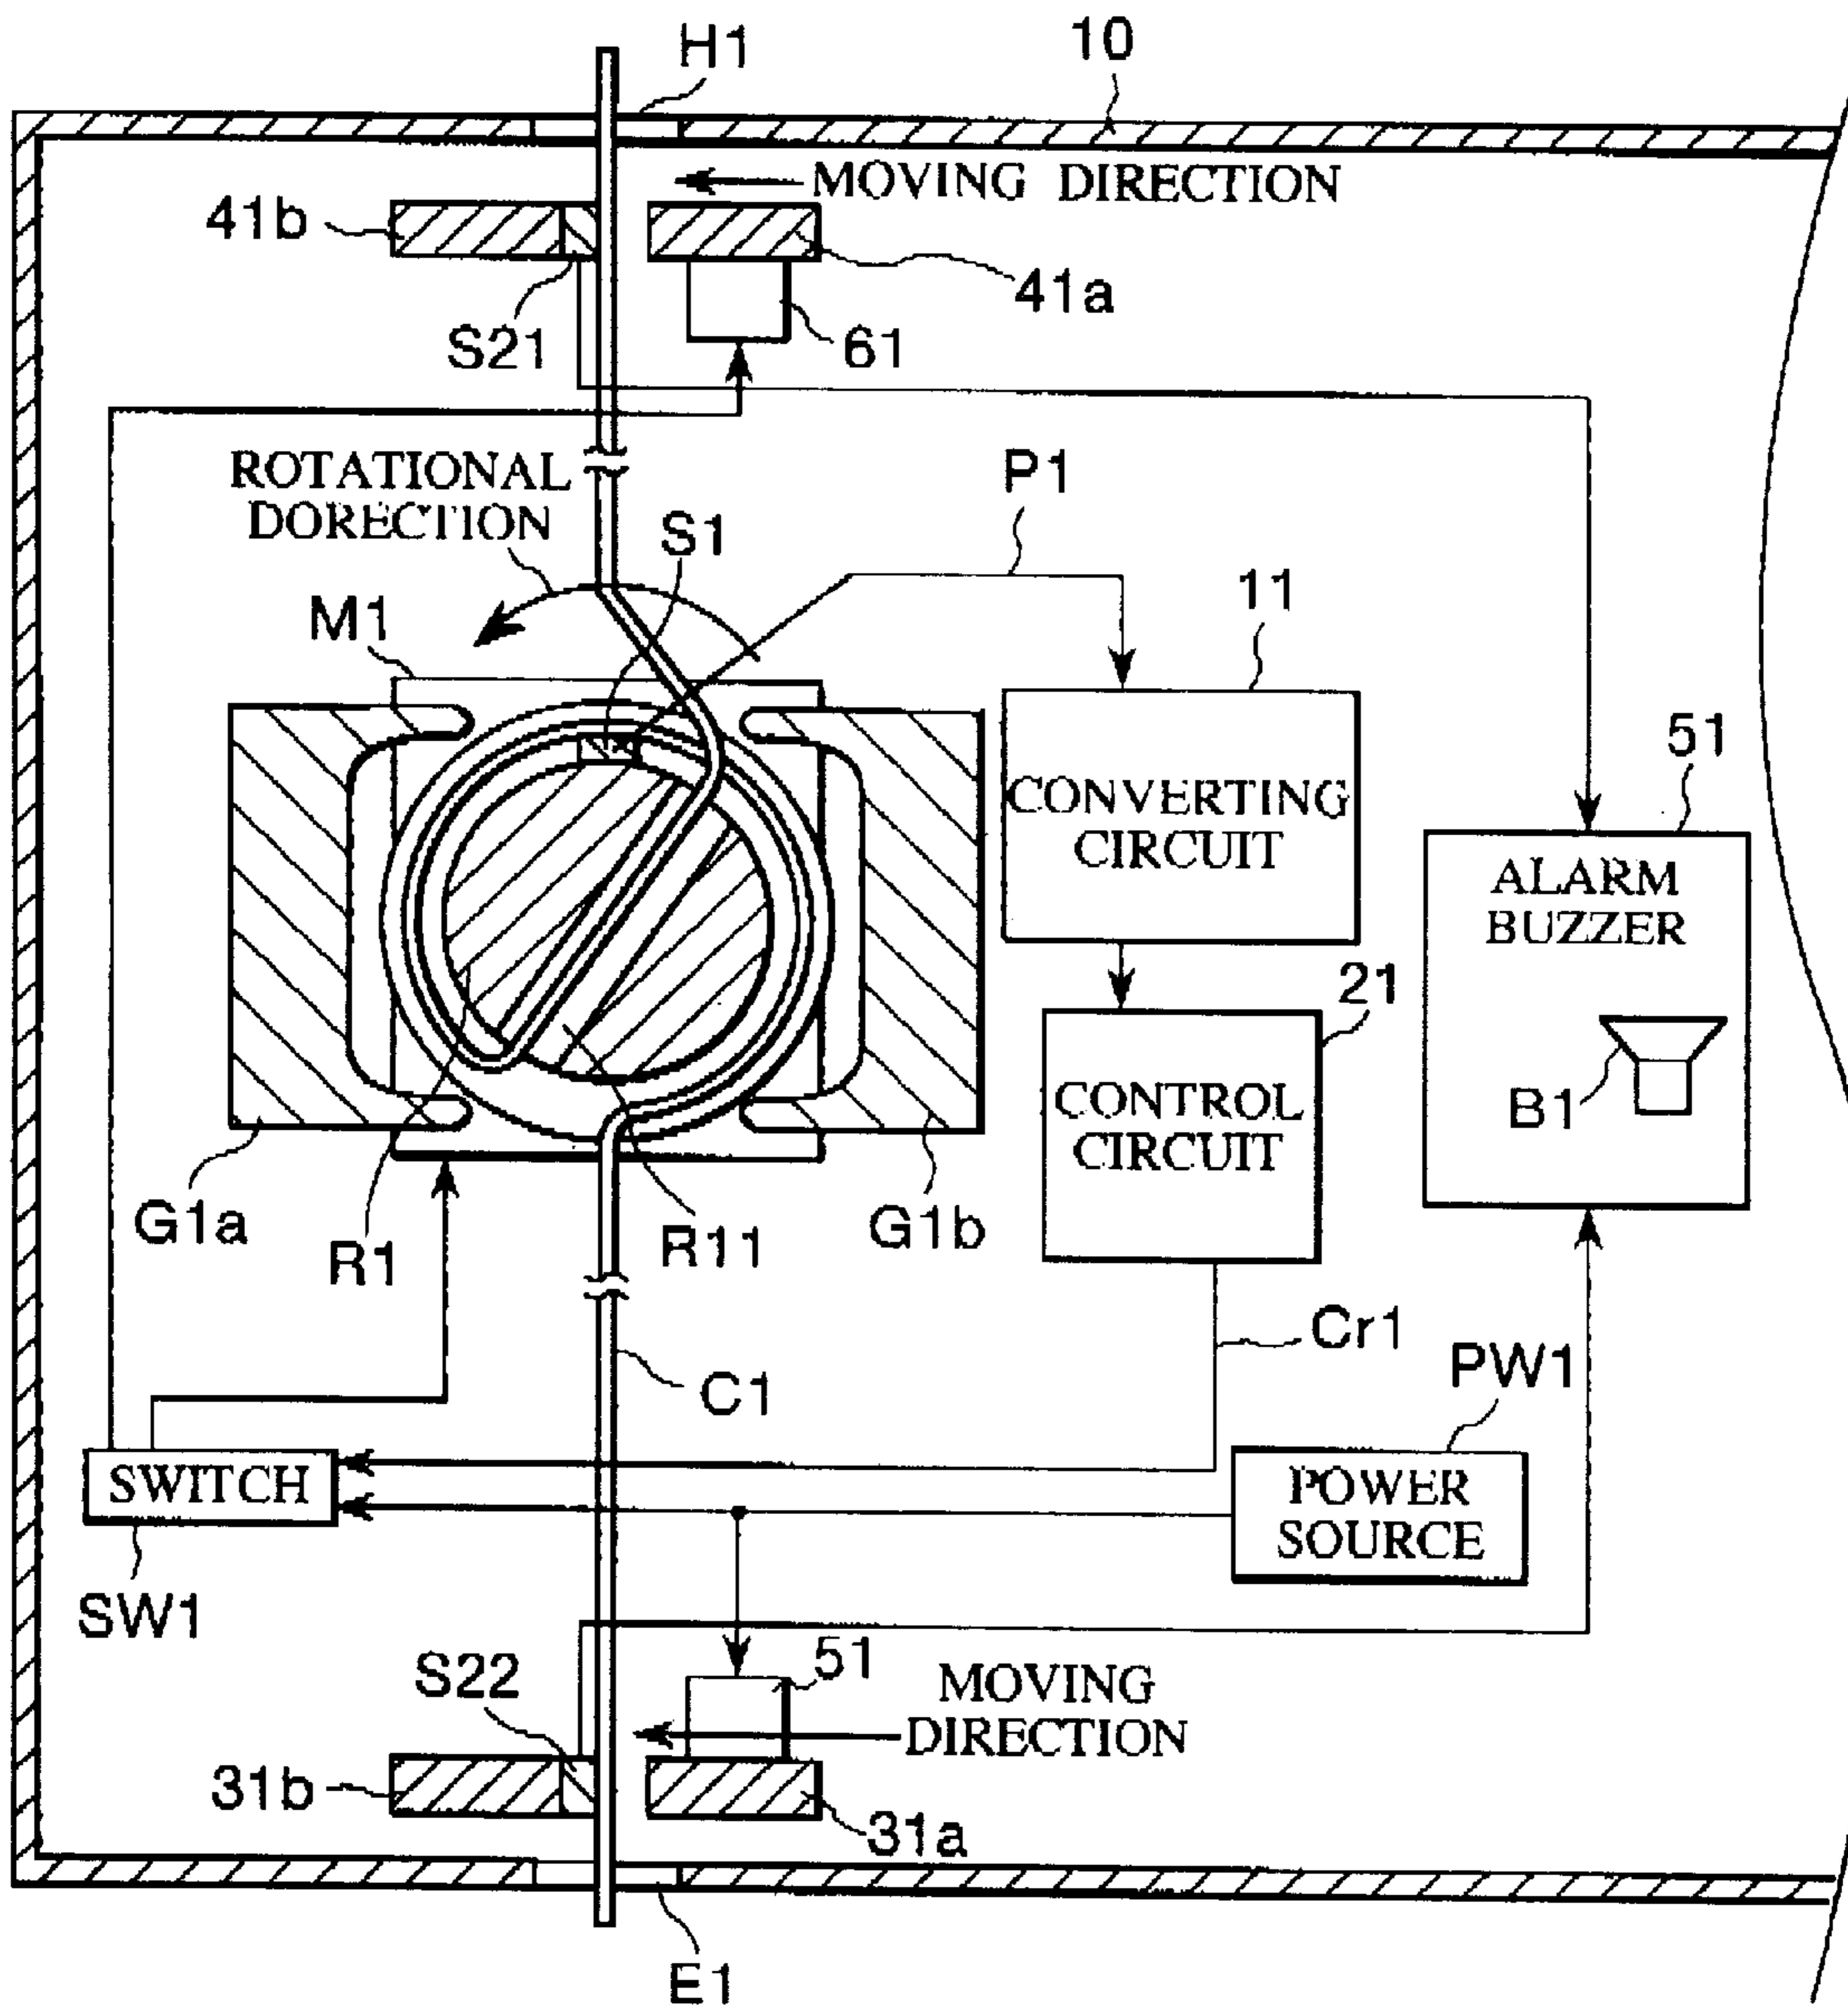 H1
10
MOVING DIRECTION
41b
41a
S21
61
ROTATIONAL
DORECTION
P1
S1
11
M1
51
CONVERTING
CIRCUIT
ALARM
BUZZER
21
B1
CONTROL
CIRCUIT
G1a
R1
R11
G1b
Cr1
PW1
C1
SWITCH
POWER
SOURCE
SW1
51
S22
MOVING
DIRECTION
31b
31a
E1